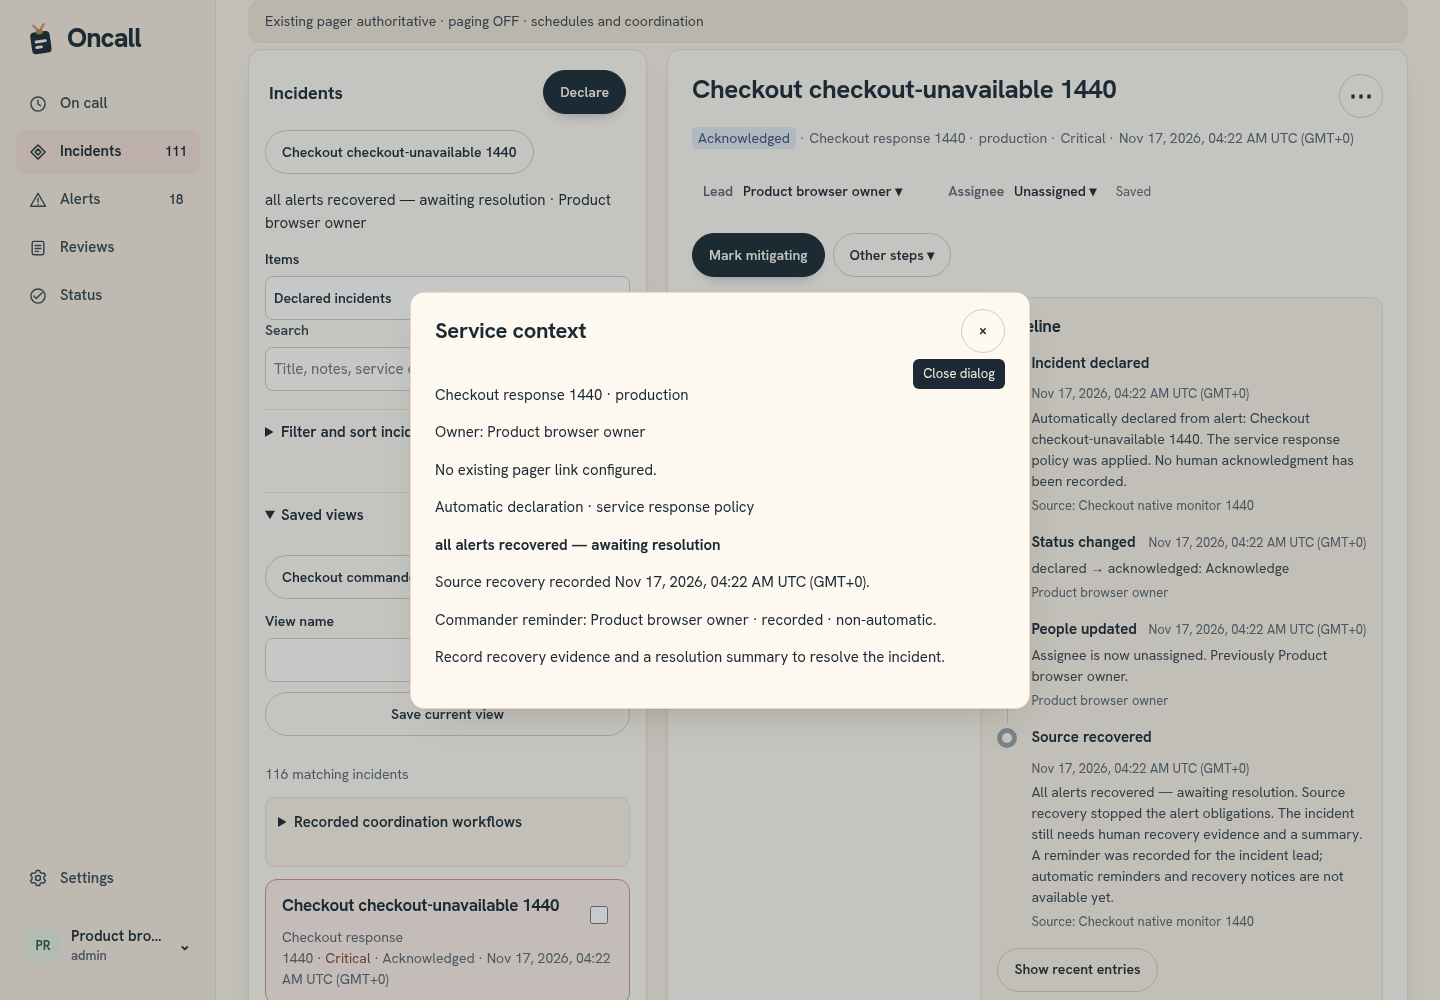 Existing pager authoritative · paging OFF · schedules and coordination
Oncall
On call
Incidents 111
Alerts 18
Reviews
Status
Settings
PR
Product bro...
admin
Incidents
Declare
Checkout checkout-unavailable 1440
all alerts recovered — awaiting resolution · Product
browser owner
Items
Declared incidents
Search
Title, notes, service
Filter and sort
Saved views
Checkout
View name
Save current view
116 matching incidents
Recorded coordination workflows
Checkout checkout-unavailable 1440
Checkout response
1440 · Critical · Acknowledged · Nov 17, 2026, 04:22
AM UTC (GMT+0)
Checkout checkout-unavailable 1440
...
Acknowledged · Checkout response 1440 · production · Critical · Nov 17, 2026, 04:22 AM UTC (GMT+0)
Lead Product browser owner ▾ Assignee Unassigned ▾ Saved
Mark mitigating
Other steps ▾
Service context
×
Close dialog
Checkout response 1440 · production
Owner: Product browser owner
No existing pager link configured.
Automatic declaration · service response policy
all alerts recovered — awaiting resolution
Source recovery recorded Nov 17, 2026, 04:22 AM UTC (GMT+0).
Commander reminder: Product browser owner · recorded · non-automatic.
Record recovery evidence and a resolution summary to resolve the incident.
eline
Incident declared
Nov 17, 2026, 04:22 AM UTC (GMT+0)
Automatically declared from alert: Checkout
checkout-unavailable 1440. The service response
policy was applied. No human acknowledgment has
been recorded.
Source: Checkout native monitor 1440
Status changed Nov 17, 2026, 04:22 AM UTC (GMT+0)
declared → acknowledged: Acknowledge
Product browser owner
People updated Nov 17, 2026, 04:22 AM UTC (GMT+0)
Assignee is now unassigned. Previously Product
browser owner.
Product browser owner
Source recovered
Nov 17, 2026, 04:22 AM UTC (GMT+0)
All alerts recovered — awaiting resolution. Source
recovery stopped the alert obligations. The incident
still needs human recovery evidence and a summary.
A reminder was recorded for the incident lead;
automatic reminders and recovery notices are not
available yet.
Source: Checkout native monitor 1440
Show recent entries